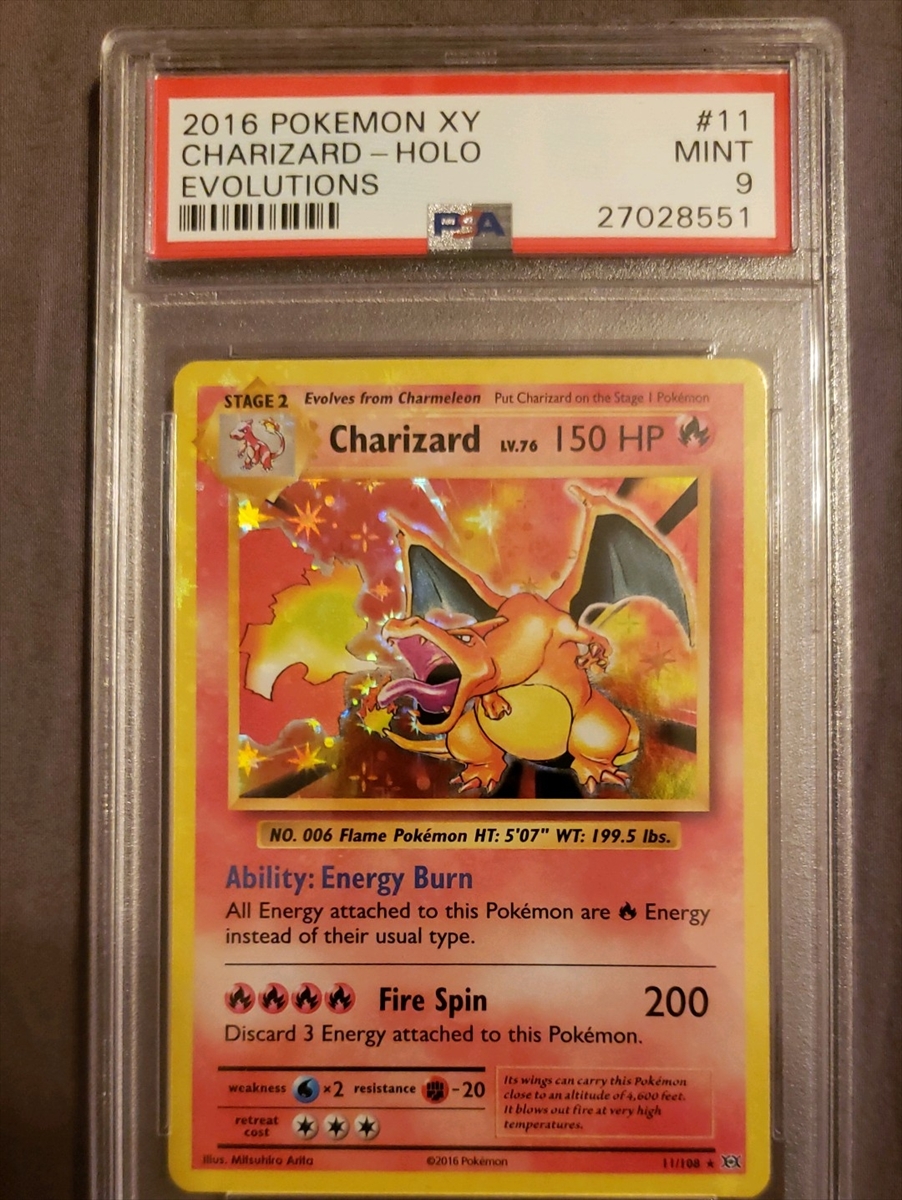 2016 POKEMON XY #11
CHARIZARD – HOLO MINT
EVOLUTIONS 9
PSA 27028551
STAGE 2 Evolves from Charmeleon Put Charizard on the Stage 1 Pokémon
Charizard LV.76 150 HP
NO. 006 Flame Pokémon HT: 5'07" WT: 199.5 lbs.
Ability: Energy Burn
All Energy attached to this Pokémon are Energy
instead of their usual type.
Fire Spin 200
Discard 3 Energy attached to this Pokémon.
weakness ×2 resistance -20
retreat
cost
Its wings can carry this Pokémon
close to an altitude of 4,600 feet.
It blows out fire at very high
temperatures.
Illus. Mitsuhiro Arita ©2016 Pokémon 11/108 ★ XY